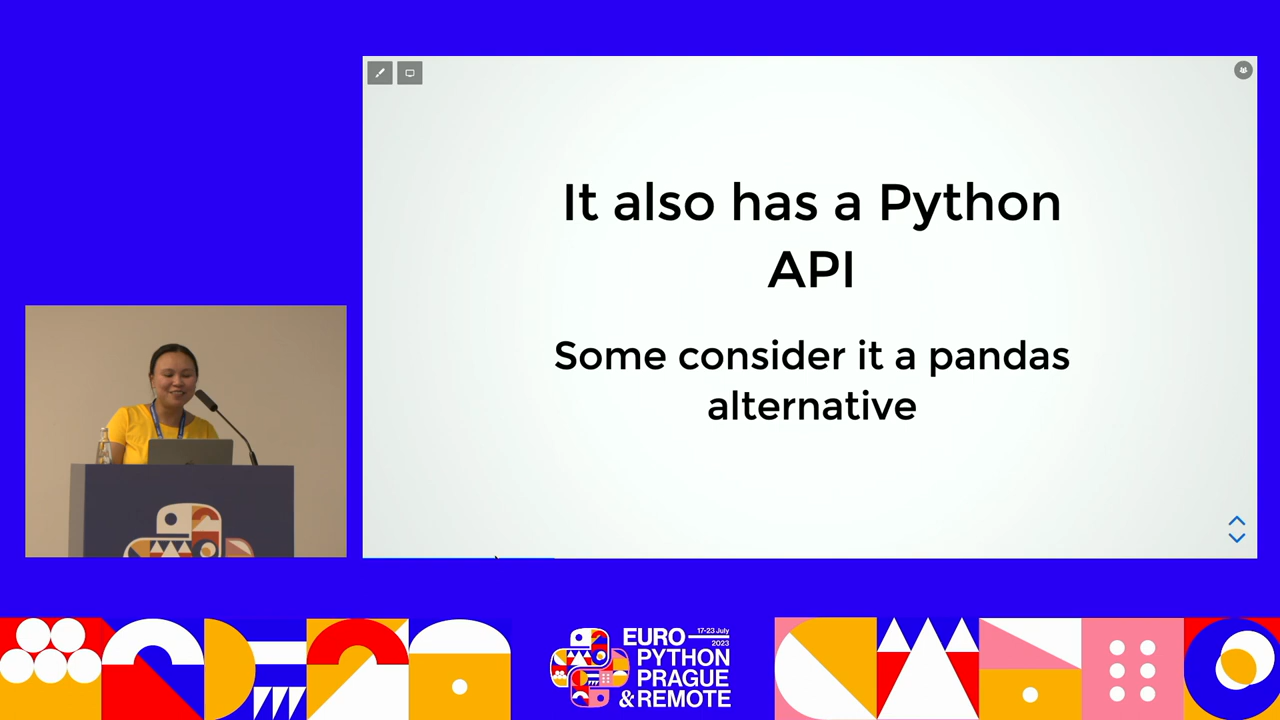 It also has a Python
API
Some consider it a pandas
alternative
17-23 July
2023
EURO
PYTHON
PRAGUE
&REMOTE